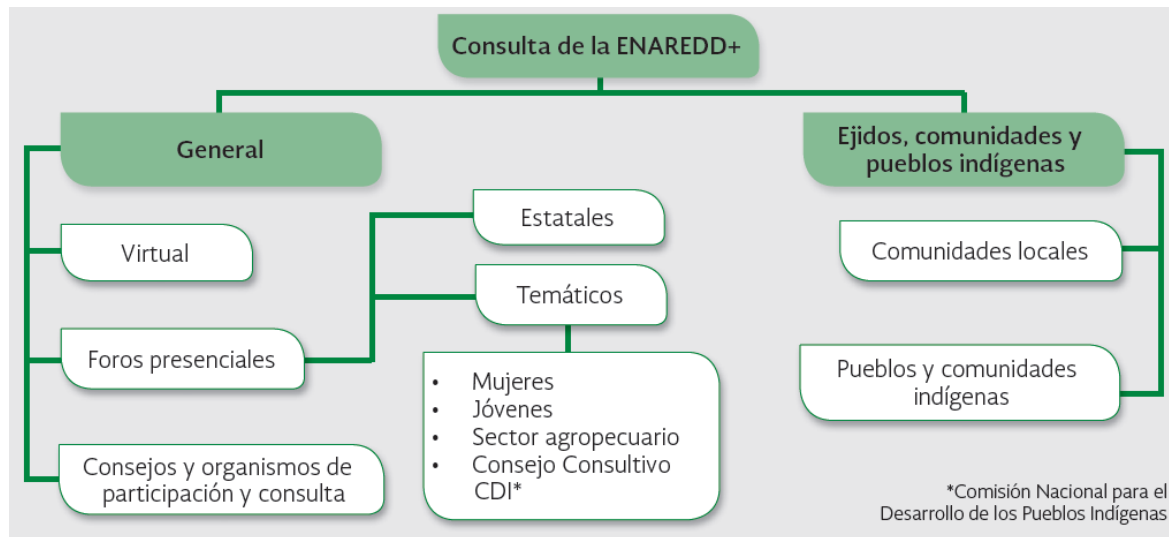 Consulta de la ENAREDD+
General
Virtual
Foros presenciales
Consejos y organismos de
participación y consulta
Estatales
Temáticos
• Mujeres
• Jóvenes
• Sector agropecuario
• Consejo Consultivo
CDI*
Ejidos, comunidades y
pueblos indígenas
Comunidades locales
Pueblos y comunidades
indígenas
*Comisión Nacional para el
Desarrollo de los Pueblos Indígenas